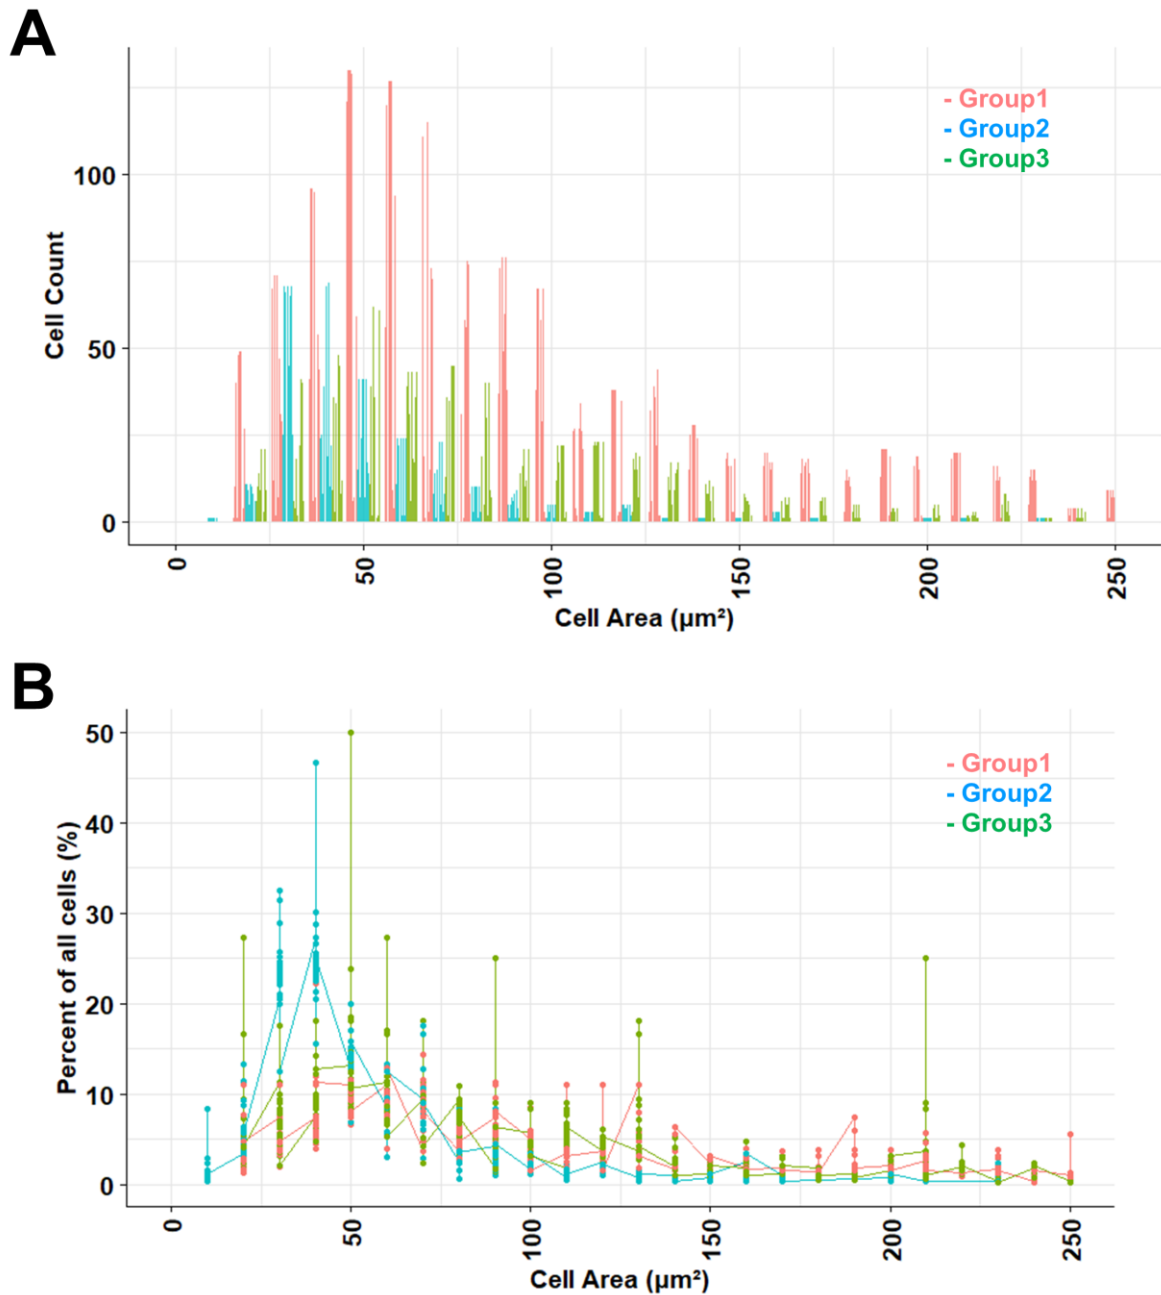 A
- Group1
- Group2
- Group3
Cell Count
100
50
0
0 50 100 150 200 250
Cell Area (µm²)
B
- Group1
- Group2
- Group3
Percent of all cells (%)
50
40
30
20
10
0
0 50 100 150 200 250
Cell Area (µm²)